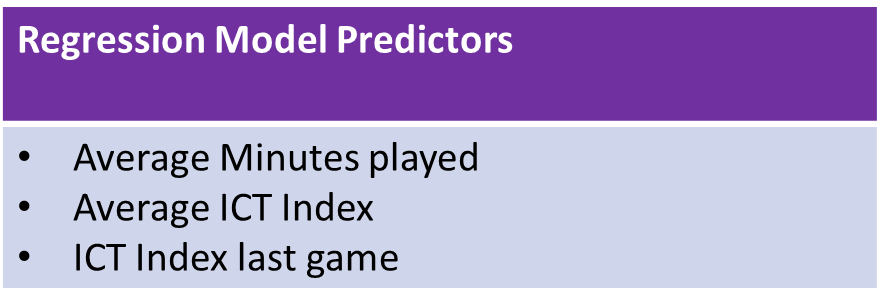 Regression Model Predictors
• Average Minutes played
• Average ICT Index
• ICT Index last game